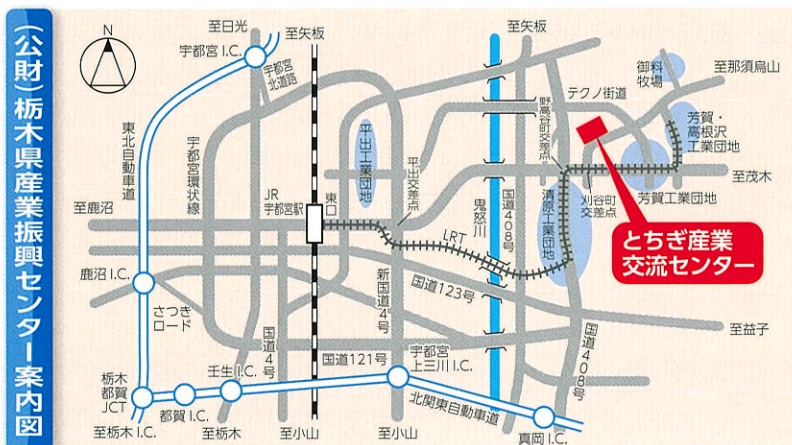 (公財)栃木県産業振興センター案内図
N
至日光
至矢板
至矢板
宇都宮 I.C.
宇都宮
北道路
御料
牧場
至那須烏山
テクノ街道
野高谷町交差点
芳賀・
高根沢
工業団地
東北自動車道
宇都宮環状線
平出工業団地
平出交差点
鬼怒川
国道408号
清原工業団地
刈谷町
交差点
芳賀工業団地
至茂木
至鹿沼
JR
宇都宮駅
東口
LRT
とちぎ産業
交流センター
鹿沼 I.C.
さつき
ロード
新国道4号
国道123号
至益子
国道4号
国道121号
宇都宮
上三川 I.C.
国道408号
栃木
都賀
JCT
都賀 I.C.
壬生I.C.
北関東自動車道
至栃木 I.C.
至栃木
至小山
至小山
真岡 I.C.